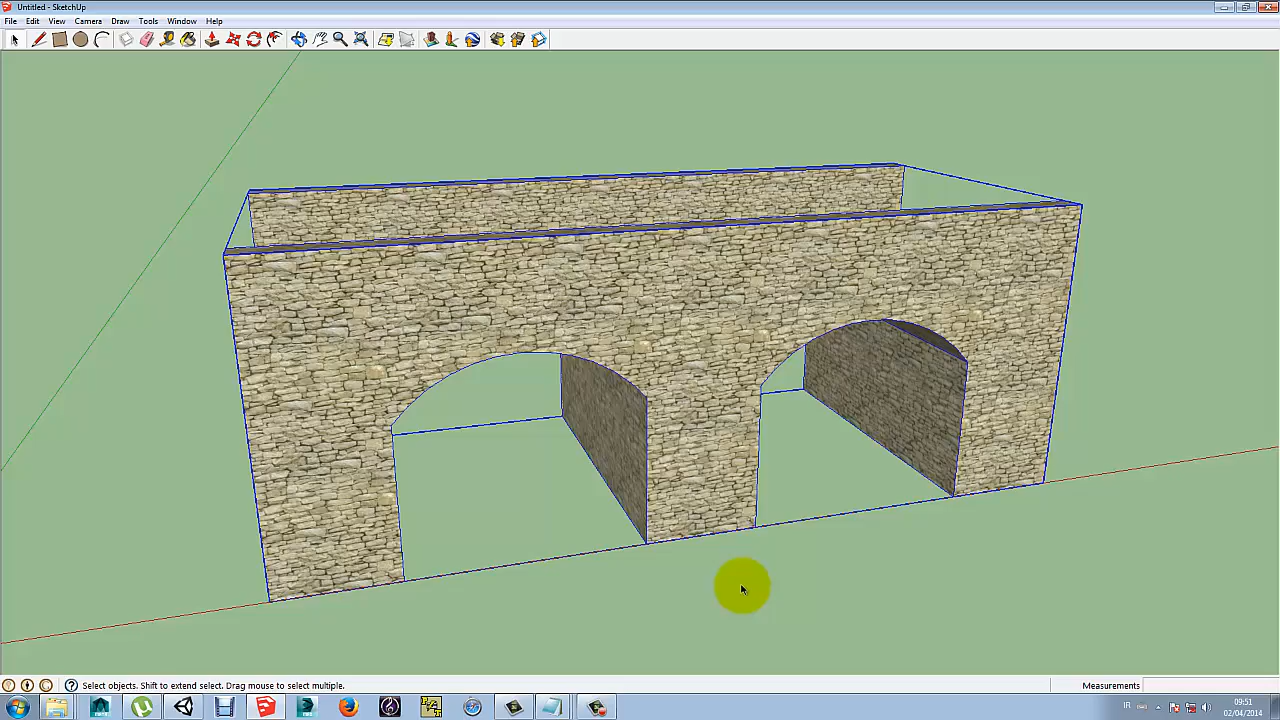 Untitled - SketchUp
File Edit View Camera Draw Tools Window Help
Select objects. Shift to extend select. Drag mouse to select multiple.
Measurements
IR
09:51
02/04/2014